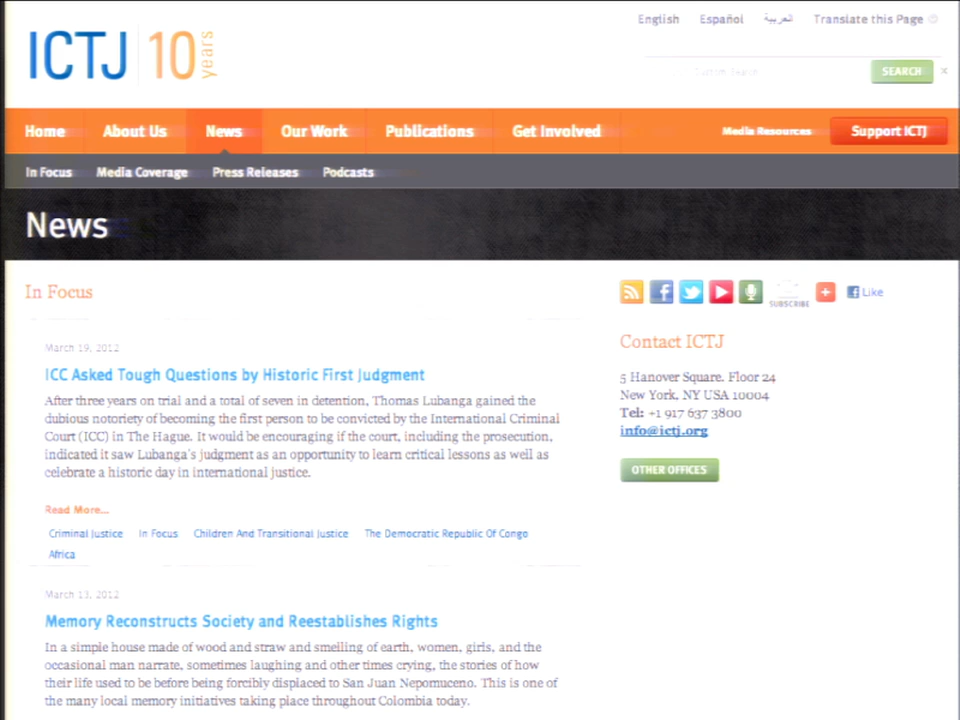 English Español العربية Translate this Page
ICTJ 10 years
Custom Search SEARCH x
Home About Us News Our Work Publications Get Involved Media Resources Support ICTJ
In Focus Media Coverage Press Releases Podcasts
News
In Focus
SUBSCRIBE
Like
March 19, 2012
ICC Asked Tough Questions by Historic First Judgment
After three years on trial and a total of seven in detention, Thomas Lubanga gained the
dubious notoriety of becoming the first person to be convicted by the International Criminal
Court (ICC) in The Hague. It would be encouraging if the court, including the prosecution,
indicated it saw Lubanga's judgment as an opportunity to learn critical lessons as well as
celebrate a historic day in international justice.
Read More...
Criminal Justice In Focus Children And Transitional Justice The Democratic Republic Of Congo
Africa
March 13, 2012
Memory Reconstructs Society and Reestablishes Rights
In a simple house made of wood and straw and smelling of earth, women, girls, and the
occasional man narrate, sometimes laughing and other times crying, the stories of how
their life used to be before being forcibly displaced to San Juan Nepomuceno. This is one of
the many local memory initiatives taking place throughout Colombia today.
Contact ICTJ
5 Hanover Square. Floor 24
New York, NY USA 10004
Tel: +1 917 637 3800
info@ictj.org
OTHER OFFICES